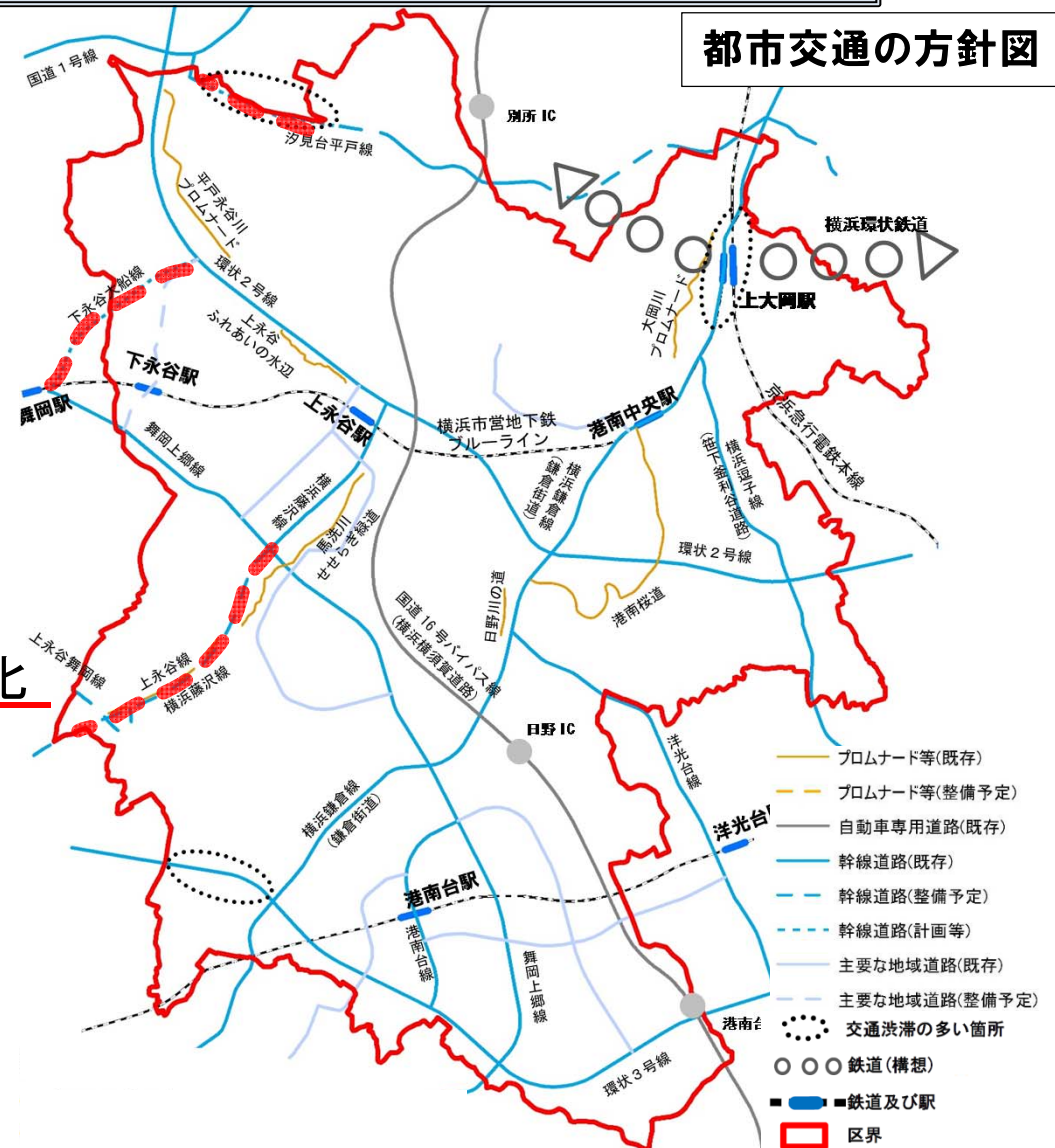 都市交通の方針図
国道1号線
別所 IC
汐見台平戸線
平戸永谷川
プロムナード
横浜環状鉄道
環状2号線
下永谷大船線
大岡川
プロムナード
上大岡駅
上永谷
ふれあいの水辺
下永谷駅
舞岡駅
上永谷駅
横浜市営地下鉄
ブルーライン
港南中央駅
京浜急行電鉄本線
舞岡上郷線
横浜藤沢線
横浜鎌倉線
(鎌倉街道)
横浜逗子線
(笹下釜利谷道路)
馬洗川
せせらぎ緑道
環状2号線
日野川の道
港南桜道
国道16号バイパス線
(横浜横須賀道路)
上永谷舞岡線
上永谷線
横浜藤沢線
化
日野 IC
洋光台線
横浜鎌倉線
(鎌倉街道)
洋光台
港南台駅
港南台線
舞岡上郷線
港南台
環状3号線
プロムナード等(既存)
プロムナード等(整備予定)
自動車専用道路(既存)
幹線道路(既存)
幹線道路(整備予定)
幹線道路(計画等)
主要な地域道路(既存)
主要な地域道路(整備予定)
交通渋滞の多い箇所
鉄道(構想)
鉄道及び駅
区界